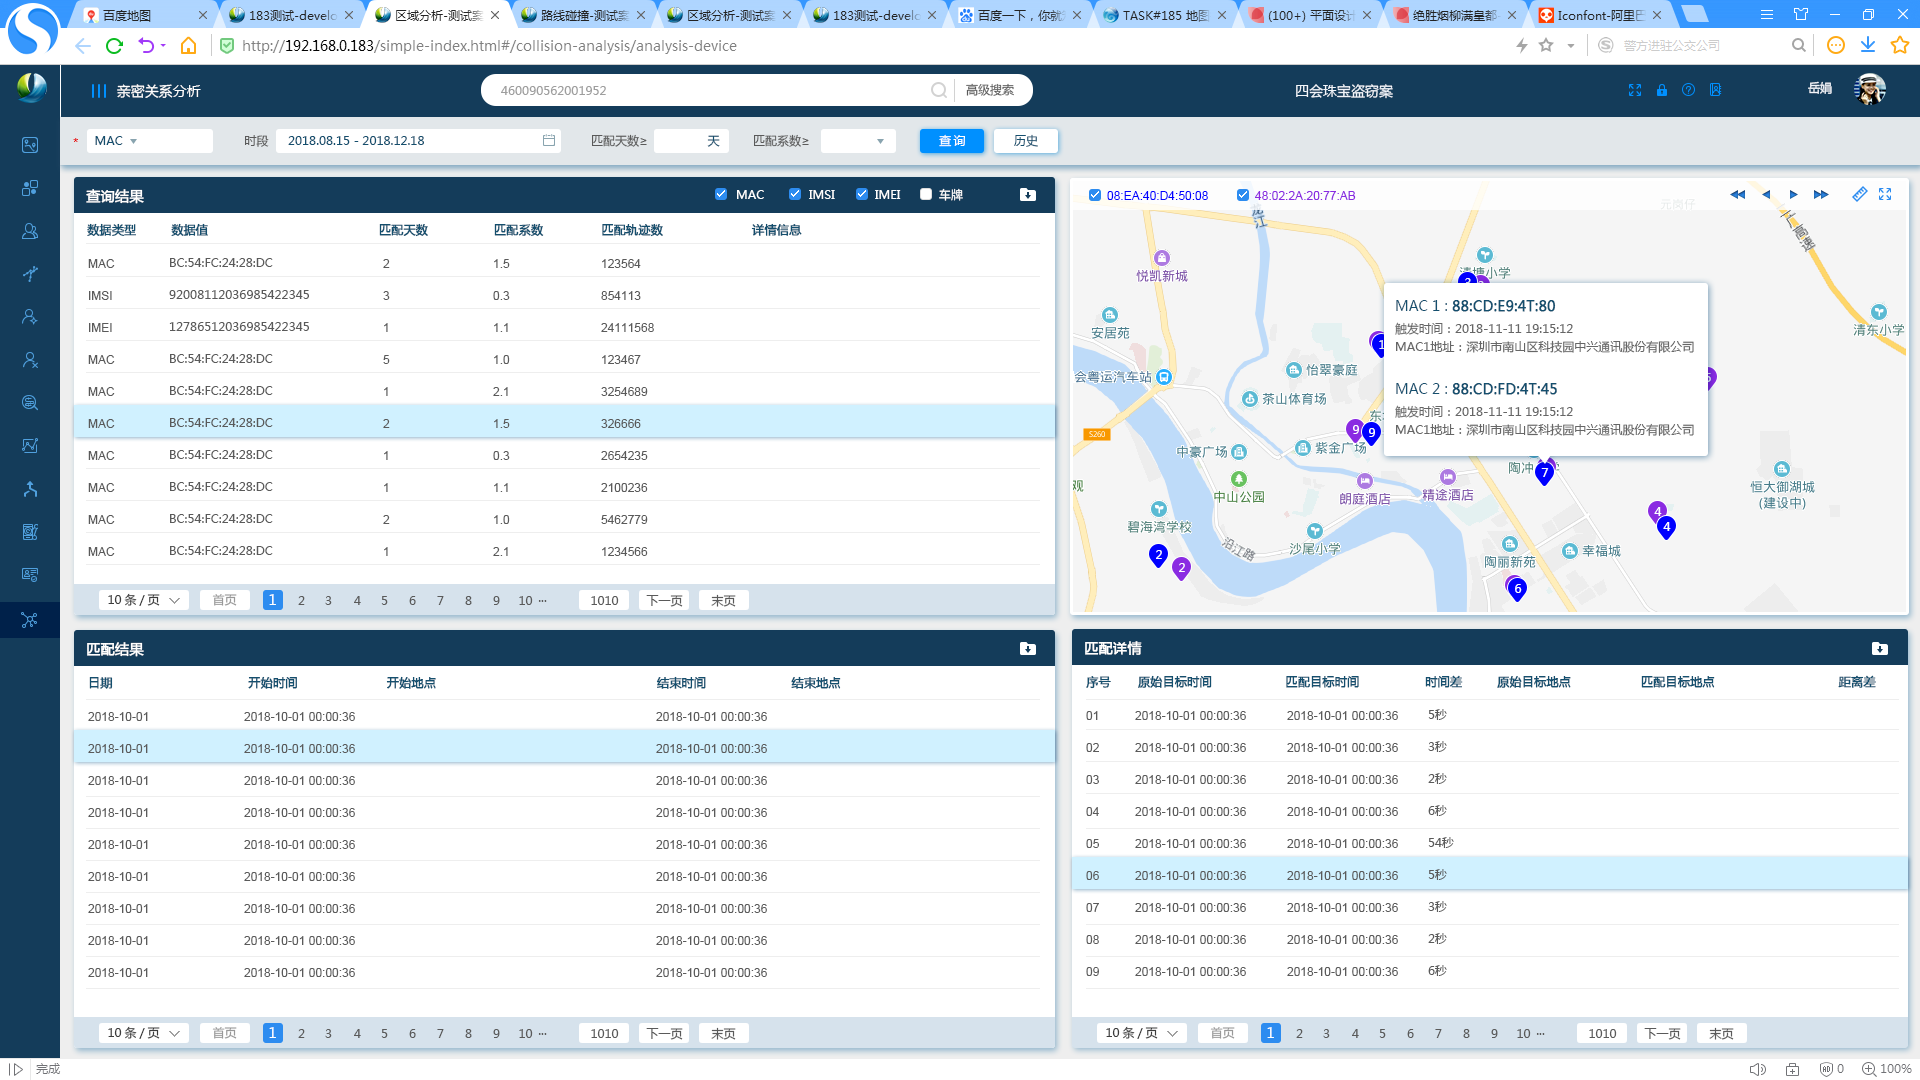 百度地图
183测试-develo
区域分析-测试案
路线碰撞-测试案
区域分析-测试案
183测试-develo
百度一下，你就
TASK#185 地图
(100+) 平面设计
绝胜烟柳满皇都-
Iconfont-阿里巴
http://192.168.0.183/simple-index.html#/collision-analysis/analysis-device
警方进驻公交公司
亲密关系分析
460090562001952
高级搜索
四会珠宝盗窃案
岳娟
* MAC
时段 2018.08.15 - 2018.12.18
匹配天数≥ 天
匹配系数≥
查询
历史
查询结果
MAC IMSI IMEI 车牌
数据类型 数据值 匹配天数 匹配系数 匹配轨迹数 详情信息
MAC BC:54:FC:24:28:DC 2 1.5 123564
IMSI 92008112036985422345 3 0.3 854113
IMEI 12786512036985422345 1 1.1 24111568
MAC BC:54:FC:24:28:DC 5 1.0 123467
MAC BC:54:FC:24:28:DC 1 2.1 3254689
MAC BC:54:FC:24:28:DC 2 1.5 326666
MAC BC:54:FC:24:28:DC 1 0.3 2654235
MAC BC:54:FC:24:28:DC 1 1.1 2100236
MAC BC:54:FC:24:28:DC 2 1.0 5462779
MAC BC:54:FC:24:28:DC 1 2.1 1234566
10 条 / 页 首页 1 2 3 4 5 6 7 8 9 10 ··· 1010 下一页 末页
08:EA:40:D4:50:08
48:02:2A:20:77:AB
元岗仔
江
二广高速
悦凯新城
清塘小学
3
安居苑
清东小学
1
会粤运汽车站
怡翠豪庭
茶山体育场
S260
9
9
中豪广场
紫金广场
陶冲
7
中山公园
朗庭酒店
精途酒店
恒大御湖城
(建设中)
观
碧海湾学校
沿江路
沙尾小学
4
4
陶丽新苑
幸福城
2
2
6
MAC 1 : 88:CD:E9:4T:80
触发时间：2018-11-11 19:15:12
MAC1地址：深圳市南山区科技园中兴通讯股份有限公司
MAC 2 : 88:CD:FD:4T:45
触发时间：2018-11-11 19:15:12
MAC1地址：深圳市南山区科技园中兴通讯股份有限公司
匹配结果
日期 开始时间 开始地点 结束时间 结束地点
2018-10-01 2018-10-01 00:00:36 2018-10-01 00:00:36
2018-10-01 2018-10-01 00:00:36 2018-10-01 00:00:36
2018-10-01 2018-10-01 00:00:36 2018-10-01 00:00:36
2018-10-01 2018-10-01 00:00:36 2018-10-01 00:00:36
2018-10-01 2018-10-01 00:00:36 2018-10-01 00:00:36
2018-10-01 2018-10-01 00:00:36 2018-10-01 00:00:36
2018-10-01 2018-10-01 00:00:36 2018-10-01 00:00:36
2018-10-01 2018-10-01 00:00:36 2018-10-01 00:00:36
2018-10-01 2018-10-01 00:00:36 2018-10-01 00:00:36
10 条 / 页 首页 1 2 3 4 5 6 7 8 9 10 ··· 1010 下一页 末页
匹配详情
序号 原始目标时间 匹配目标时间 时间差 原始目标地点 匹配目标地点 距离差
01 2018-10-01 00:00:36 2018-10-01 00:00:36 5秒
02 2018-10-01 00:00:36 2018-10-01 00:00:36 3秒
03 2018-10-01 00:00:36 2018-10-01 00:00:36 2秒
04 2018-10-01 00:00:36 2018-10-01 00:00:36 6秒
05 2018-10-01 00:00:36 2018-10-01 00:00:36 54秒
06 2018-10-01 00:00:36 2018-10-01 00:00:36 5秒
07 2018-10-01 00:00:36 2018-10-01 00:00:36 3秒
08 2018-10-01 00:00:36 2018-10-01 00:00:36 2秒
09 2018-10-01 00:00:36 2018-10-01 00:00:36 6秒
10 条 / 页 首页 1 2 3 4 5 6 7 8 9 10 ··· 1010 下一页 末页
完成
0
100%